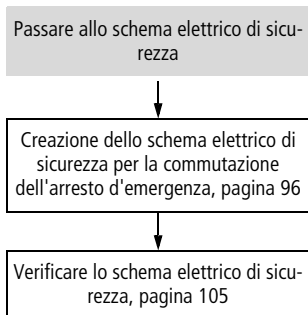 Passare allo schema elettrico di sicu-
rezza
Creazione dello schema elettrico di
sicurezza per la commutazione
dell'arresto d'emergenza, pagina 96
Verificare lo schema elettrico di sicu-
rezza, pagina 105